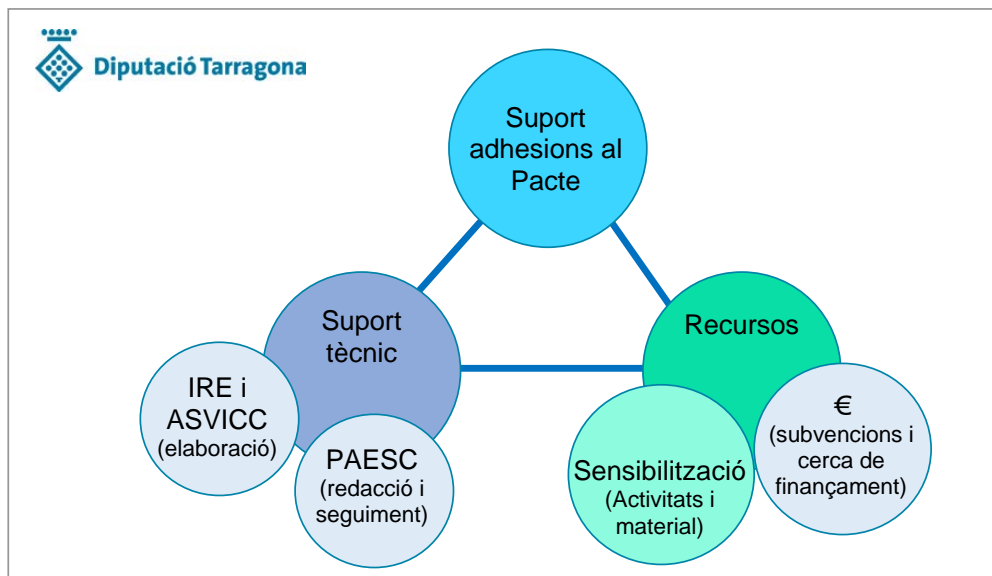 Diputació Tarragona
Suport
adhesions al
Pacte
Suport
tècnic
Recursos
IRE i
ASVICC
(elaboració)
PAESC
(redacció i
seguiment)
Sensibilització
(Activitats i
material)
€
(subvencions i
cerca de
finançament)